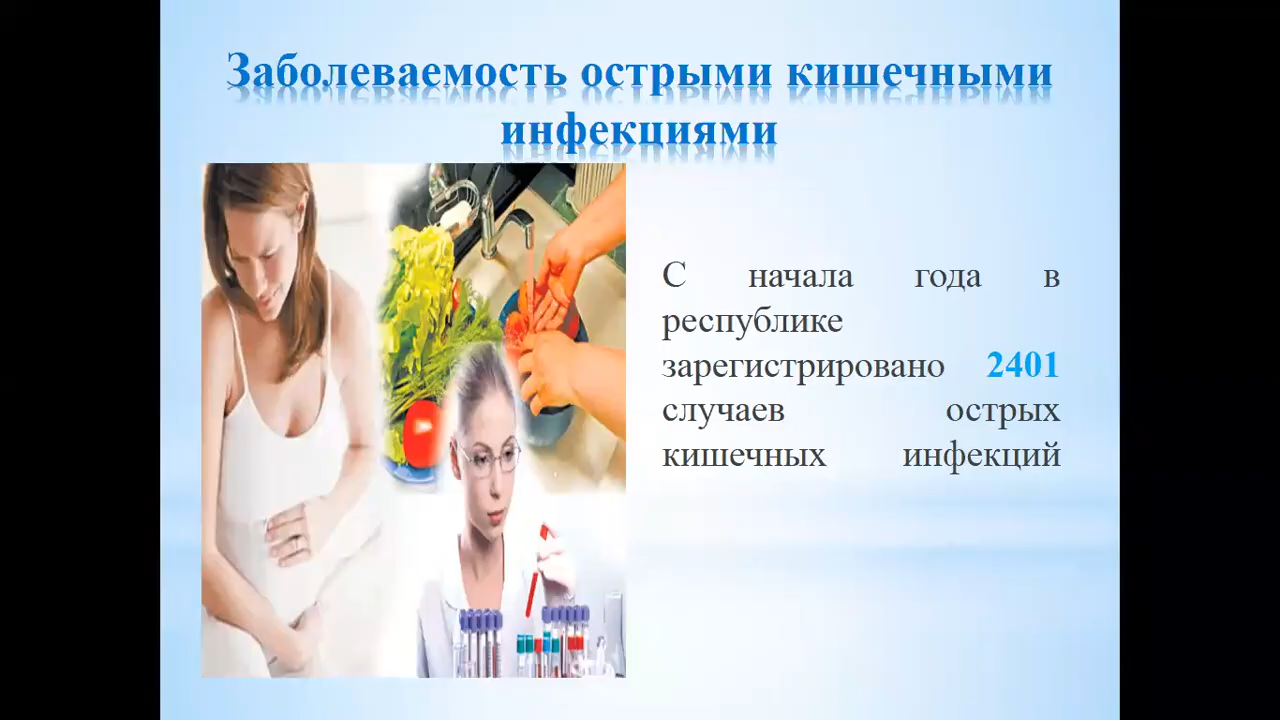 Заболеваемость острыми кишечными
инфекциями
С начала года в
республике
зарегистрировано 2401
случаев острых
кишечных инфекций